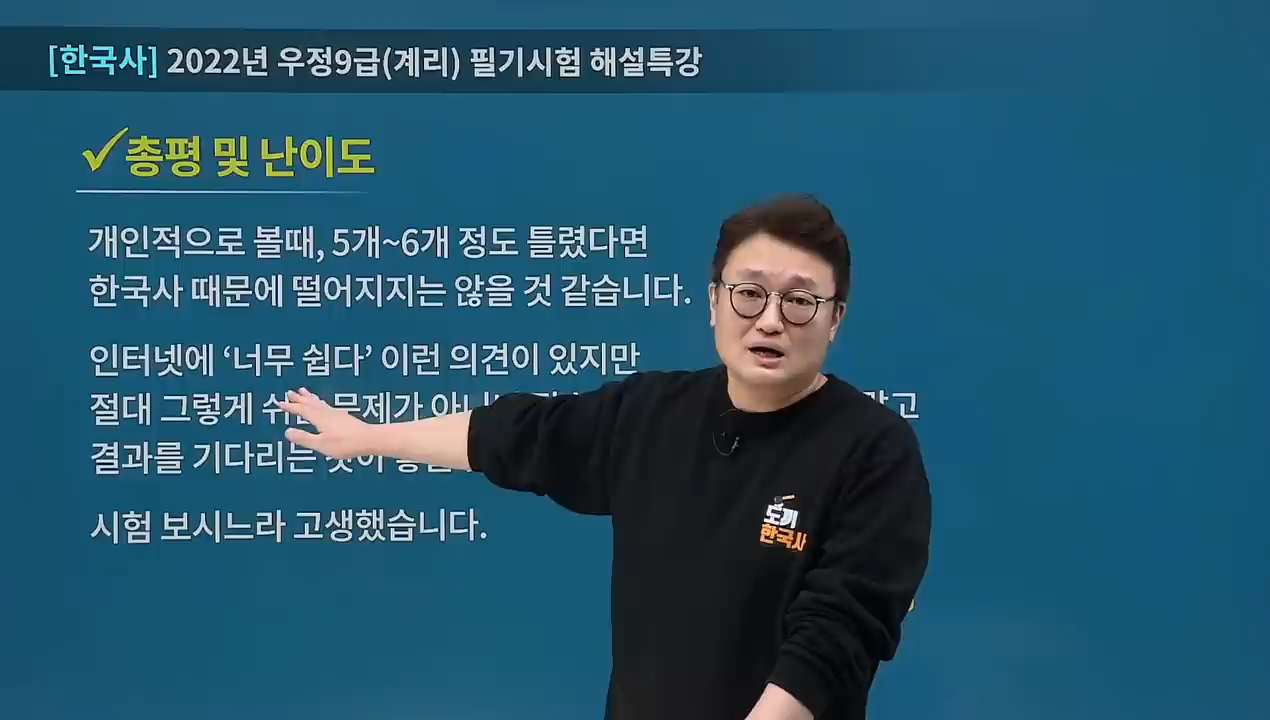 [한국사] 2022년 우정9급(계리) 필기시험 해설특강
✓총평 및 난이도
개인적으로 볼때, 5개~6개 정도 틀렸다면
한국사 때문에 떨어지지는 않을 것 같습니다.
인터넷에 ‘너무 쉽다’ 이런 의견이 있지만
절대 그렇게 문제가
결과를 기다리는
시험 보시느라 고생했습니다.
도끼
한국사